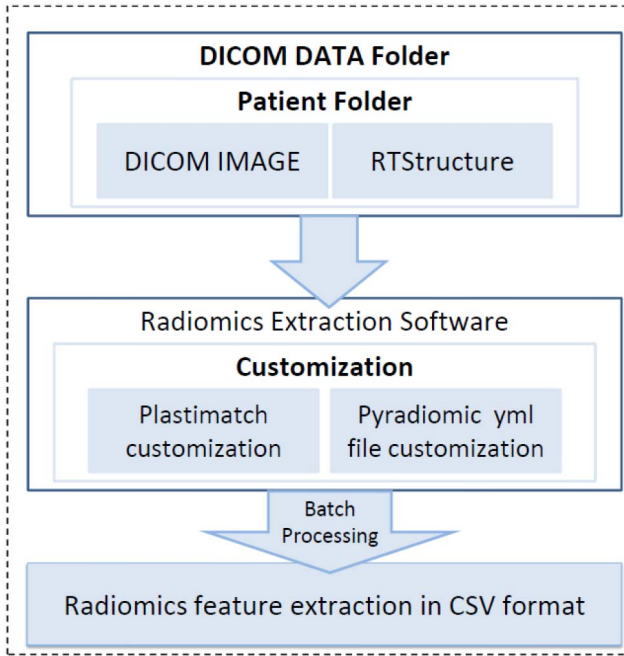 DICOM DATA Folder
Patient Folder
DICOM IMAGE
RTStructure
Radiomics Extraction Software
Customization
Plastimatch
customization
Pyradiomic yml
file customization
Batch
Processing
Radiomics feature extraction in CSV format